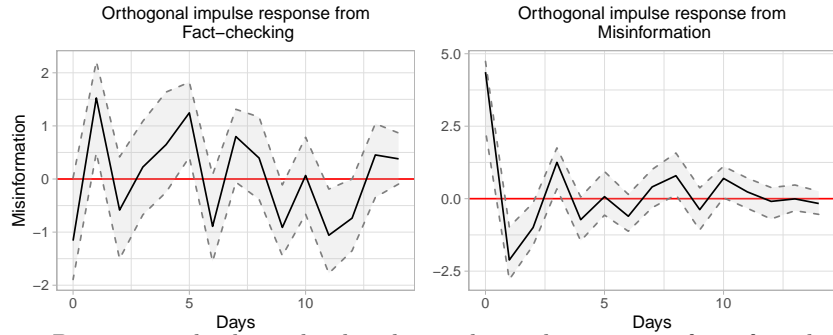 Orthogonal impulse response from
Fact−checking
2
1
0
−1
−2
Misinformation
0
5
10
Days
Orthogonal impulse response from
Misinformation
5.0
2.5
0.0
−2.5
0
5
10
Days